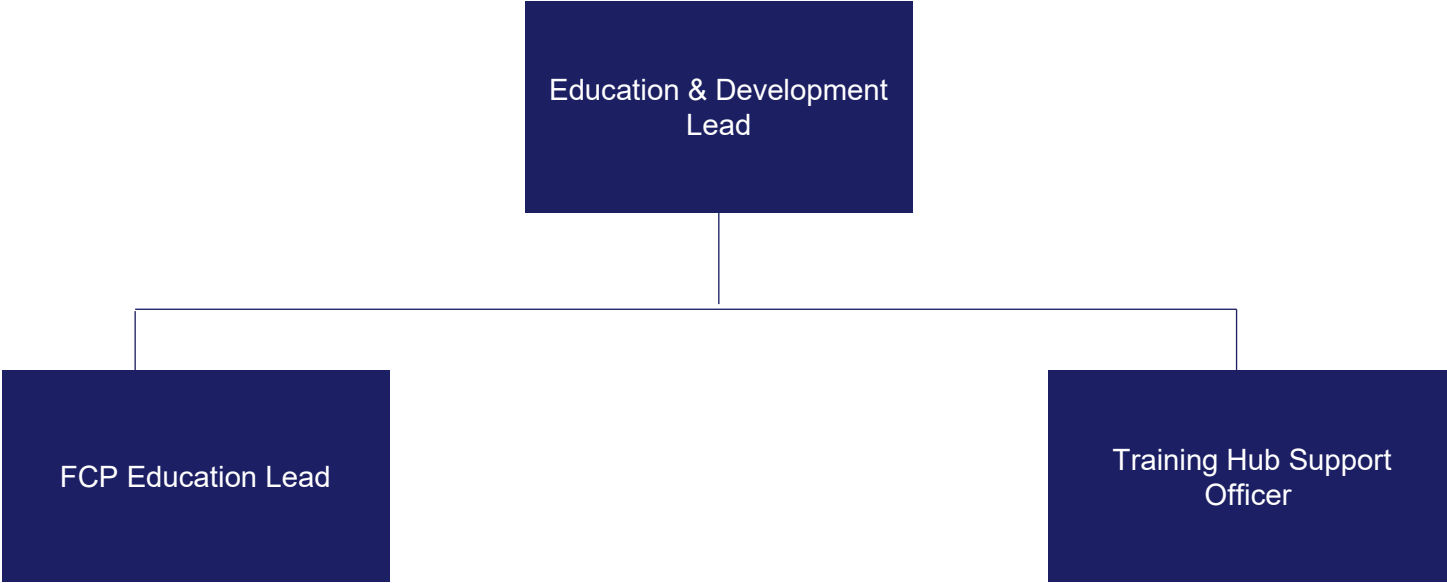 Education & Development
Lead
FCP Education Lead
Training Hub Support
Officer